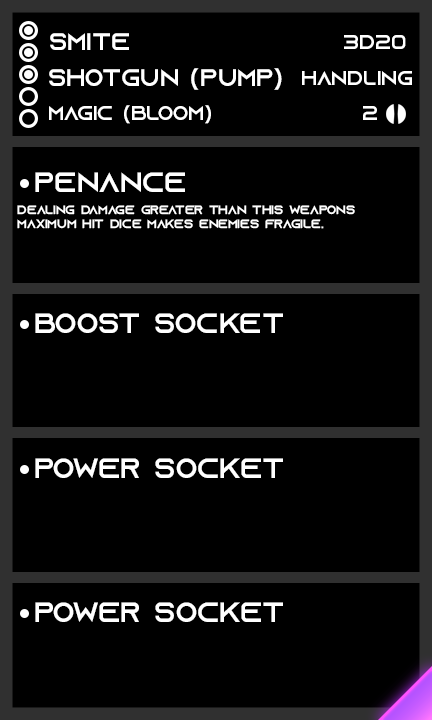 SMITE 3D20
SHOTGUN (PUMP) HANDLING
MAGIC (BLOOM) 2
•PENANCE
DEALING DAMAGE GREATER THAN THIS WEAPONS
MAXIMUM HIT DICE MAKES ENEMIES FRAGILE.
•BOOST SOCKET
•POWER SOCKET
•POWER SOCKET